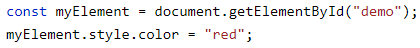 const myElement = document.getElementById("demo");
myElement.style.color = "red";